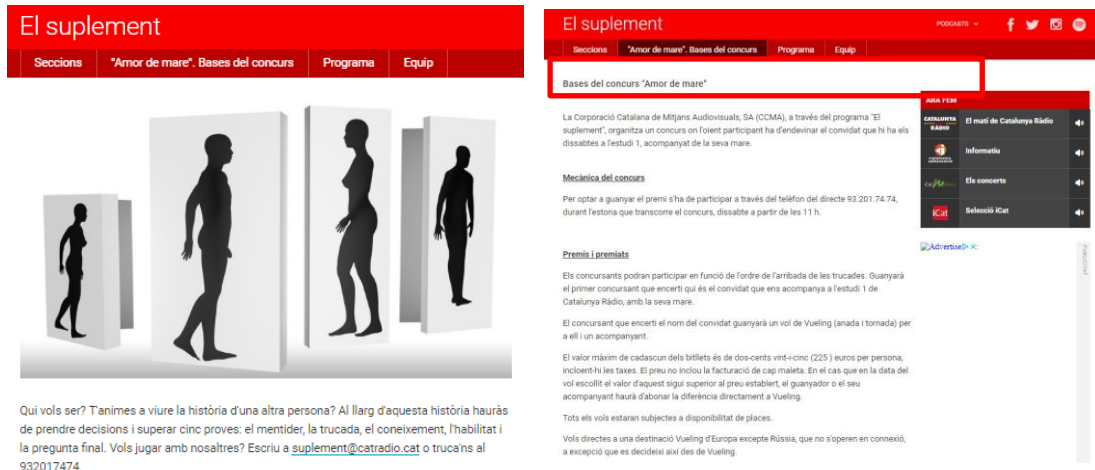 El suplement
Seccions "Amor de mare". Bases del concurs Programa Equip
Qui vols ser? T'animes a viure la història d'una altra persona? Al llarg d'aquesta història hauràs
de prendre decisions i superar cinc proves: el mentider, la trucada, el coneixement, l'habilitat i
la pregunta final. Vols jugar amb nosaltres? Escriu a suplement@catradio.cat o truca'ns al
932017474.
El suplement
PODCASTS
Seccions "Amor de mare". Bases del concurs Programa Equip
Bases del concurs "Amor de mare"
La Corporació Catalana de Mitjans Audiovisuals, SA (CCMA), a través del programa "El
suplement", organitza un concurs on l'oient participant ha d'endevinar el convidat que hi ha els
dissabtes a l'estudi 1, acompanyat de la seva mare.
Mecànica del concurs
Per optar a guanyar el premi s'ha de participar a través del telèfon del directe 93.201.74.74,
durant l'estona que transcorre el concurs, dissabte a partir de les 11 h.
Premis i premiats
Els concursants podran participar en funció de l'ordre de l'arribada de les trucades. Guanyarà
el primer concursant que encerti qui és el convidat que ens acompanya a l'estudi 1 de
Catalunya Ràdio, amb la seva mare.
El concursant que encerti el nom del convidat guanyarà un vol de Vueling (anada i tornada) per
a ell i un acompanyant.
El valor màxim de cadascun dels bitllets és de dos-cents vint-i-cinc (225 ) euros per persona,
incloent-hi les taxes. El preu no inclou la facturació de cap maleta. En el cas que en la data del
vol escollit el valor d'aquest sigui superior al preu establert, el guanyador o el seu
acompanyant haurà d'abonar la diferència directament a Vueling.
Tots els vols estaran subjectes a disponibilitat de places.
Vols directes a una destinació Vueling d'Europa excepte Rússia, que no s'operen en connexió,
a excepció que es decideixi així des de Vueling.
ARA FEM
CATALUNYA
RÀDIO
El matí de Catalunya Ràdio
Informatiu
Els concerts
iCat
Selecció iCat
Advertise
Publicitat